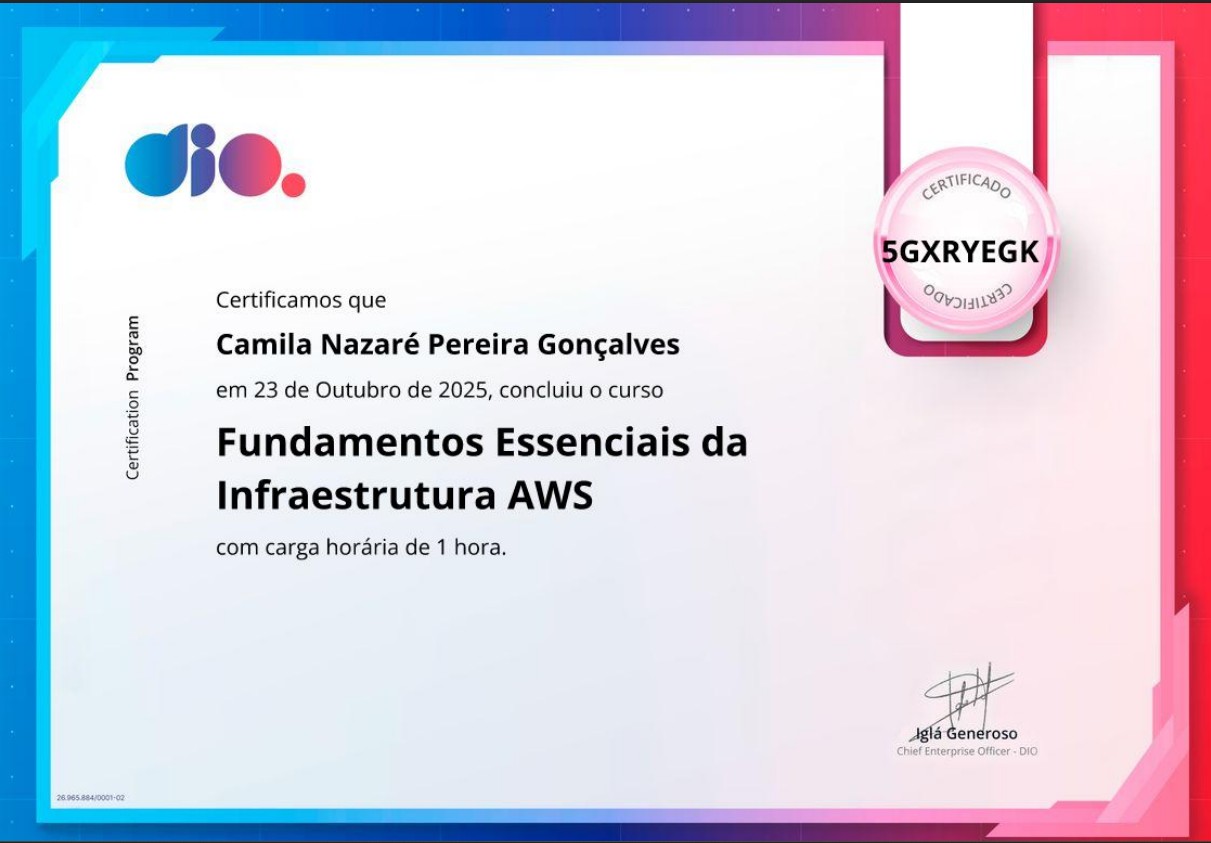 dio.
CERTIFICADO
5GXRYEGK
CERTIFICADO
Certificamos que
Camila Nazaré Pereira Gonçalves
em 23 de Outubro de 2025, concluiu o curso
Fundamentos Essenciais da
Infraestrutura AWS
com carga horária de 1 hora.
Certification Program
Iglá Generoso
Chief Enterprise Officer - DIO
26.965.884/0001-02